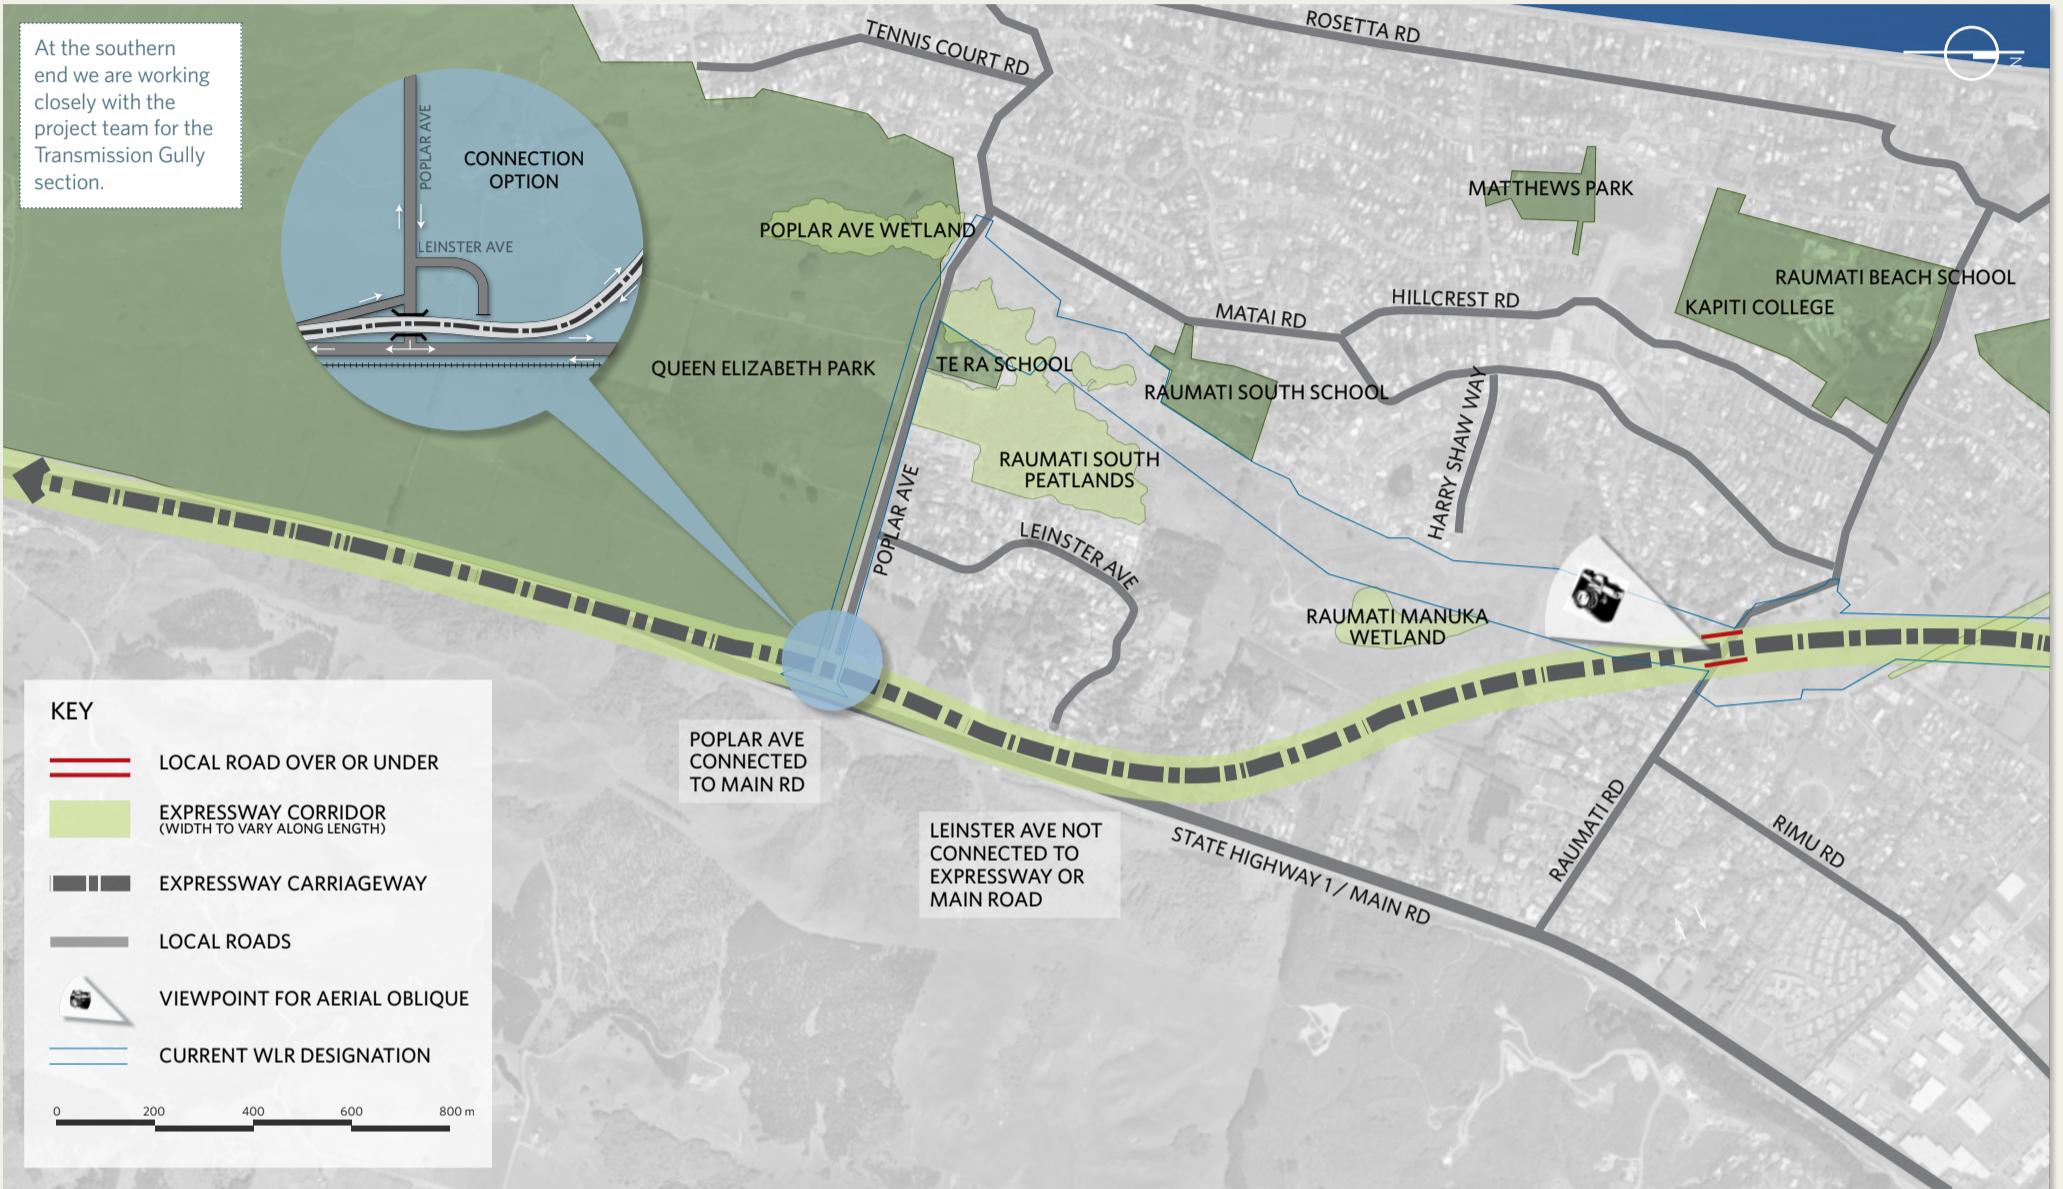 At the southern
end we are working
closely with the
project team for the
Transmission Gully
section.
TENNIS COURT RD
ROSETTA RD
N
POPLAR AVE
CONNECTION
OPTION
LEINSTER AVE
POPLAR AVE WETLAND
MATTHEWS PARK
RAUMATI BEACH SCHOOL
KAPITI COLLEGE
HILLCREST RD
MATAI RD
QUEEN ELIZABETH PARK
TE RA SCHOOL
RAUMATI SOUTH SCHOOL
HARRY SHAW WAY
RAUMATI SOUTH
PEATLANDS
POPLAR AVE
LEINSTER AVE
RAUMATI MANUKA
WETLAND
POPLAR AVE
CONNECTED
TO MAIN RD
LEINSTER AVE NOT
CONNECTED TO
EXPRESSWAY OR
MAIN ROAD
STATE HIGHWAY 1 / MAIN RD
RAUMATI RD
RIMU RD
KEY
LOCAL ROAD OVER OR UNDER
EXPRESSWAY CORRIDOR
(WIDTH TO VARY ALONG LENGTH)
EXPRESSWAY CARRIAGEWAY
LOCAL ROADS
VIEWPOINT FOR AERIAL OBLIQUE
CURRENT WLR DESIGNATION
0 200 400 600 800 m